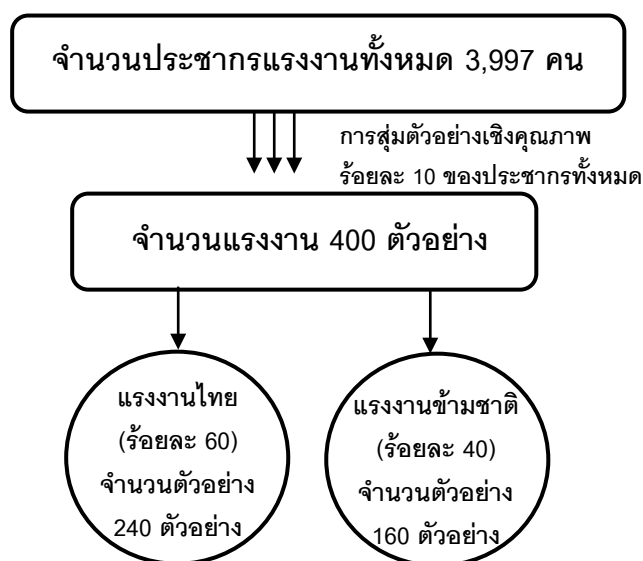 จำนวนประชากรแรงงานทั้งหมด 3,997 คน
การสุ่มตัวอย่างเชิงคุณภาพ
ร้อยละ 10 ของประชากรทั้งหมด
จำนวนแรงงาน 400 ตัวอย่าง
แรงงานไทย
(ร้อยละ 60)
จำนวนตัวอย่าง
240 ตัวอย่าง
แรงงานข้ามชาติ
(ร้อยละ 40)
จำนวนตัวอย่าง
160 ตัวอย่าง